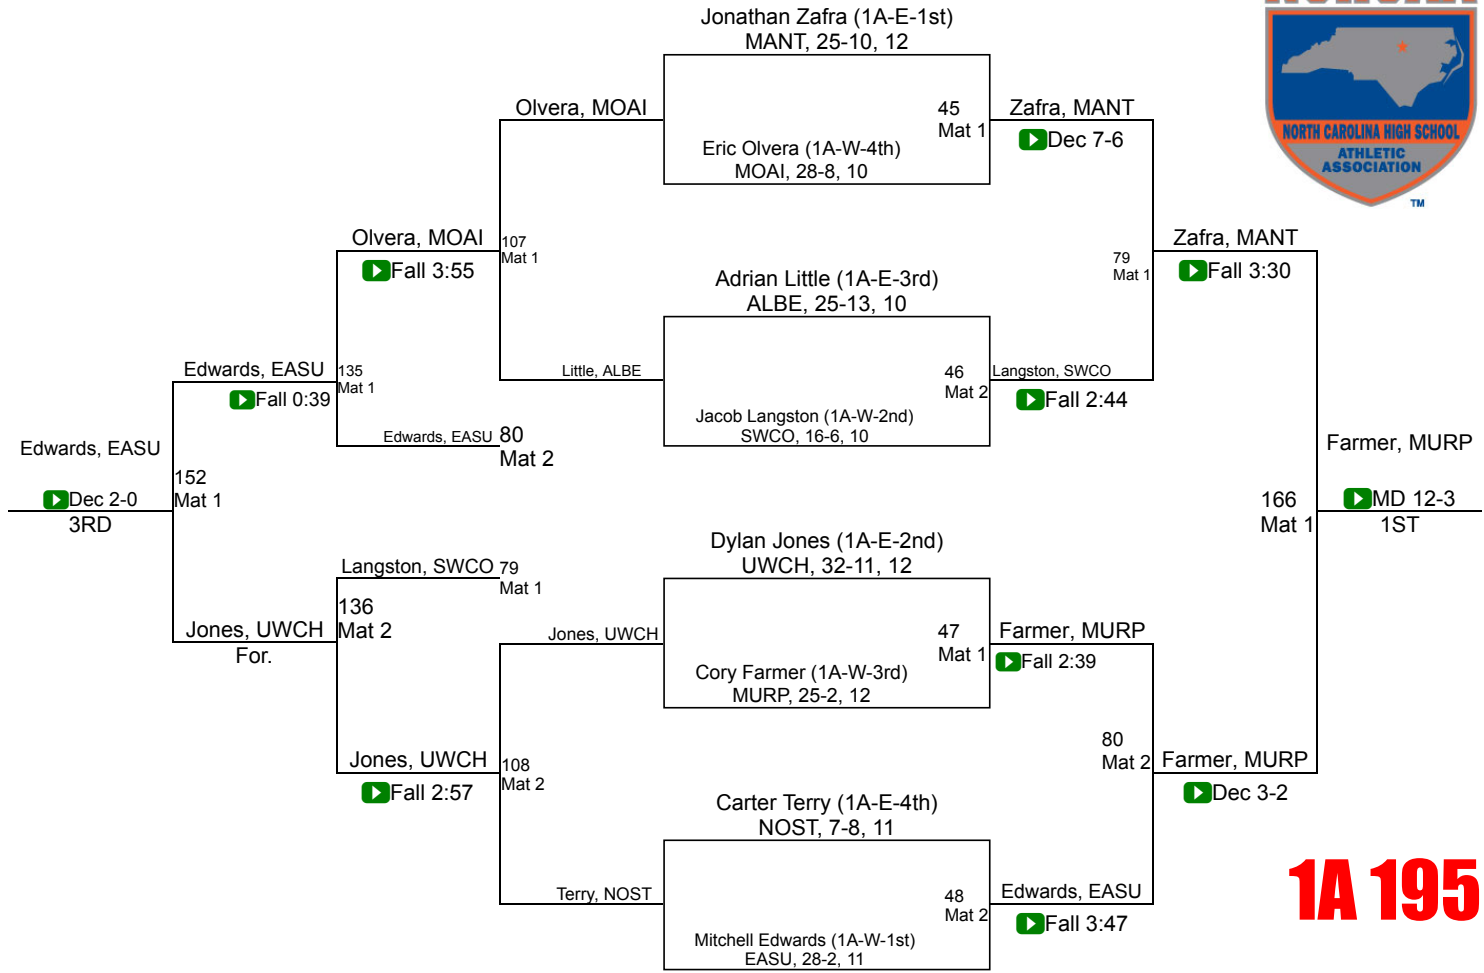 Jonathan Zafra (1A-E-1st)
MANT, 25-10, 12
Olvera, MOAI
45
Mat 1
Zafra, MANT
Dec 7-6
Eric Olvera (1A-W-4th)
MOAI, 28-8, 10
NORTH CAROLINA HIGH SCHOOL
ATHLETIC
ASSOCIATION
TM
Olvera, MOAI
Fall 3:55
107
Mat 1
79
Mat 1
Zafra, MANT
Fall 3:30
Adrian Little (1A-E-3rd)
ALBE, 25-13, 10
Edwards, EASU
Fall 0:39
135
Mat 1
Little, ALBE
46
Mat 2
Langston, SWCO
Fall 2:44
Jacob Langston (1A-W-2nd)
SWCO, 16-6, 10
Edwards, EASU
80
Mat 2
Edwards, EASU
Dec 2-0
3RD
152
Mat 1
Farmer, MURP
MD 12-3
1ST
166
Mat 1
Dylan Jones (1A-E-2nd)
UWCH, 32-11, 12
Langston, SWCO
79
Mat 1
136
Mat 2
Jones, UWCH
For.
Jones, UWCH
47
Mat 1
Farmer, MURP
Fall 2:39
Cory Farmer (1A-W-3rd)
MURP, 25-2, 12
Jones, UWCH
Fall 2:57
108
Mat 2
80
Mat 2
Farmer, MURP
Dec 3-2
Carter Terry (1A-E-4th)
NOST, 7-8, 11
Terry, NOST
48
Mat 2
Edwards, EASU
Fall 3:47
Mitchell Edwards (1A-W-1st)
EASU, 28-2, 11
1A 195